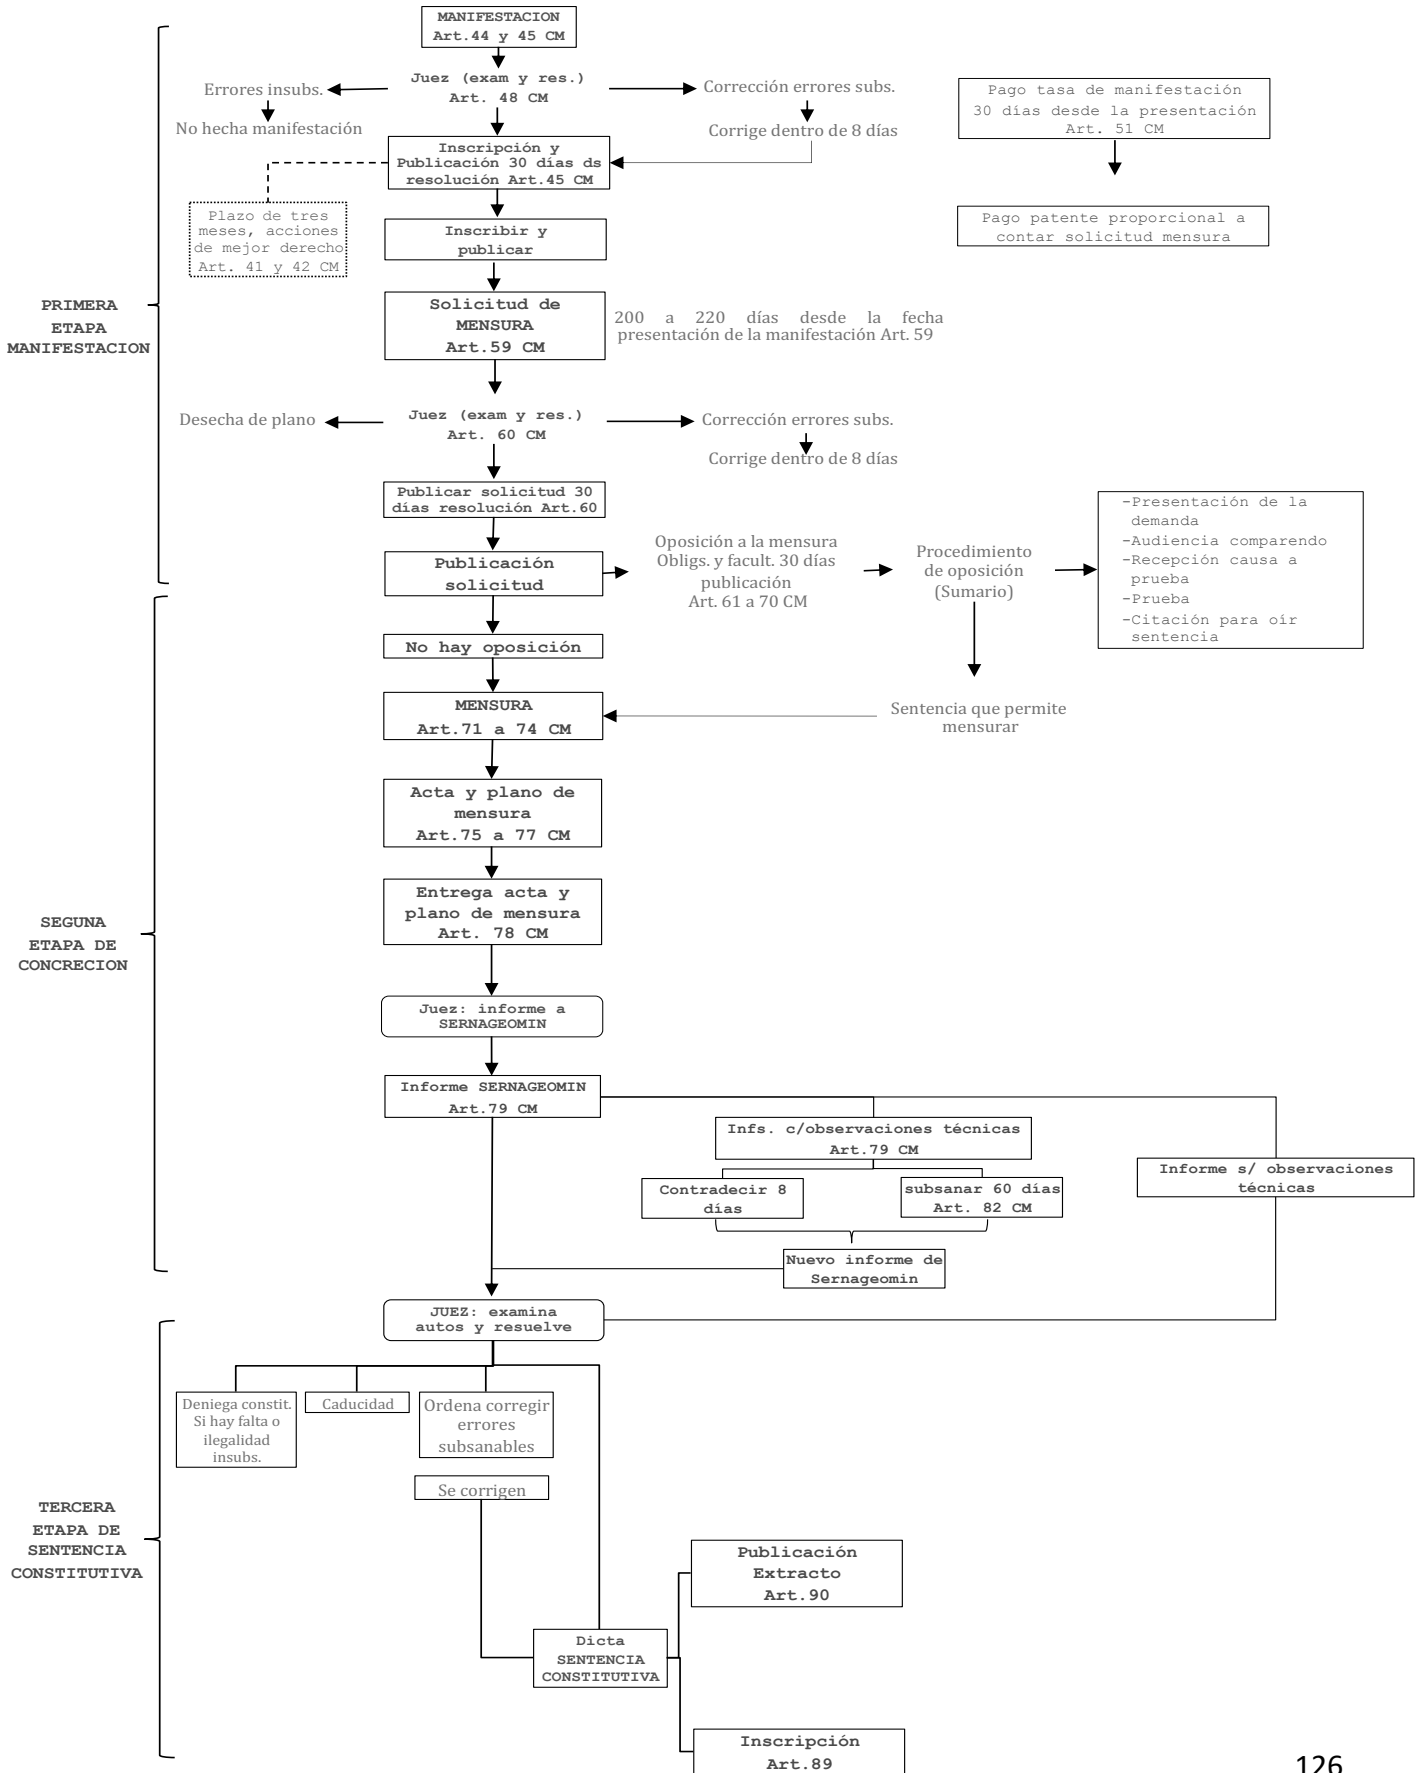 MANIFESTACION
Art.44 y 45 CM
Juez (exam y res.)
Art. 48 CM
Errores insubs.
No hecha manifestación
Corrección errores subs.
Corrige dentro de 8 días
Pago tasa de manifestación
30 días desde la presentación
Art. 51 CM
Inscripción y
Publicación 30 días ds
resolución Art.45 CM
Plazo de tres
meses, acciones
de mejor derecho
Art. 41 y 42 CM
Inscribir y
publicar
Pago patente proporcional a
contar solicitud mensura
PRIMERA
ETAPA
MANIFESTACION
Solicitud de
MENSURA
Art.59 CM
200 a 220 días desde la fecha
presentación de la manifestación Art. 59
Desecha de plano
Juez (exam y res.)
Art. 60 CM
Corrección errores subs.
Corrige dentro de 8 días
Publicar solicitud 30
días resolución Art.60
Publicación
solicitud
Oposición a la mensura
Obligs. y facult. 30 días
publicación
Art. 61 a 70 CM
Procedimiento
de oposición
(Sumario)
-Presentación de la
demanda
-Audiencia comparendo
-Recepción causa a
prueba
-Prueba
-Citación para oír
sentencia
No hay oposición
MENSURA
Art.71 a 74 CM
Sentencia que permite
mensurar
Acta y plano de
mensura
Art.75 a 77 CM
SEGUNA
ETAPA DE
CONCRECION
Entrega acta y
plano de mensura
Art. 78 CM
Juez: informe a
SERNAGEOMIN
Informe SERNAGEOMIN
Art.79 CM
Infs. c/observaciones técnicas
Art.79 CM
Informe s/ observaciones
técnicas
Contradecir 8
días
subsanar 60 días
Art. 82 CM
Nuevo informe de
Sernageomin
JUEZ: examina
autos y resuelve
Deniega constit.
Si hay falta o
ilegalidad
insubs.
Caducidad
Ordena corregir
errores
subsanables
Se corrigen
TERCERA
ETAPA DE
SENTENCIA
CONSTITUTIVA
Publicación
Extracto
Art.90
Dicta
SENTENCIA
CONSTITUTIVA
Inscripción
Art.89
126